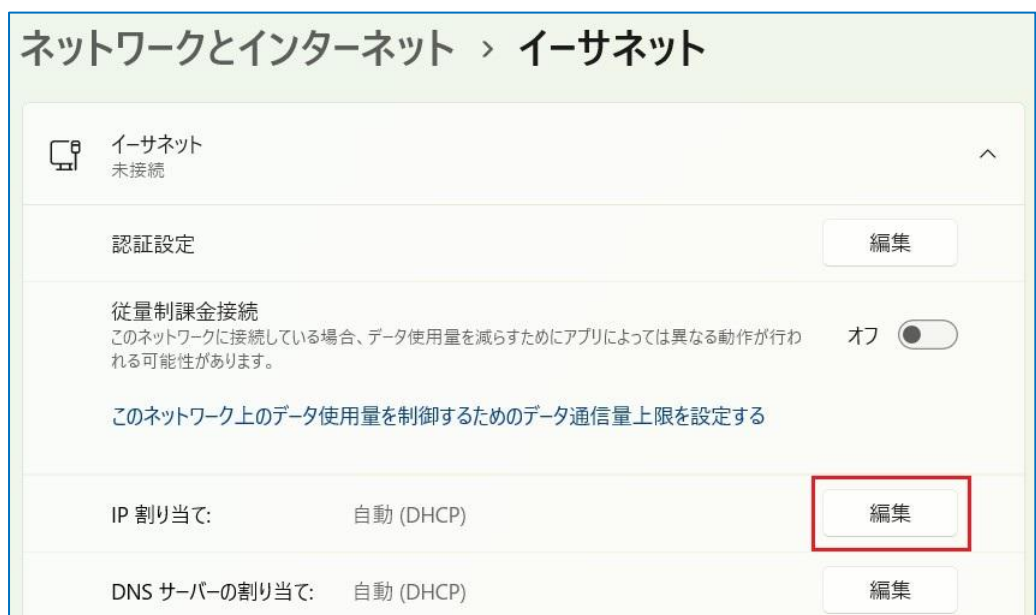 ネットワークとインターネット › イーサネット
イーサネット
未接続
認証設定
編集
従量制課金接続
このネットワークに接続している場合、データ使用量を減らすためにアプリによっては異なる動作が行わ
れる可能性があります。
オフ
このネットワーク上のデータ使用量を制御するためのデータ通信量上限を設定する
IP 割り当て: 自動 (DHCP) 編集
DNS サーバーの割り当て: 自動 (DHCP) 編集